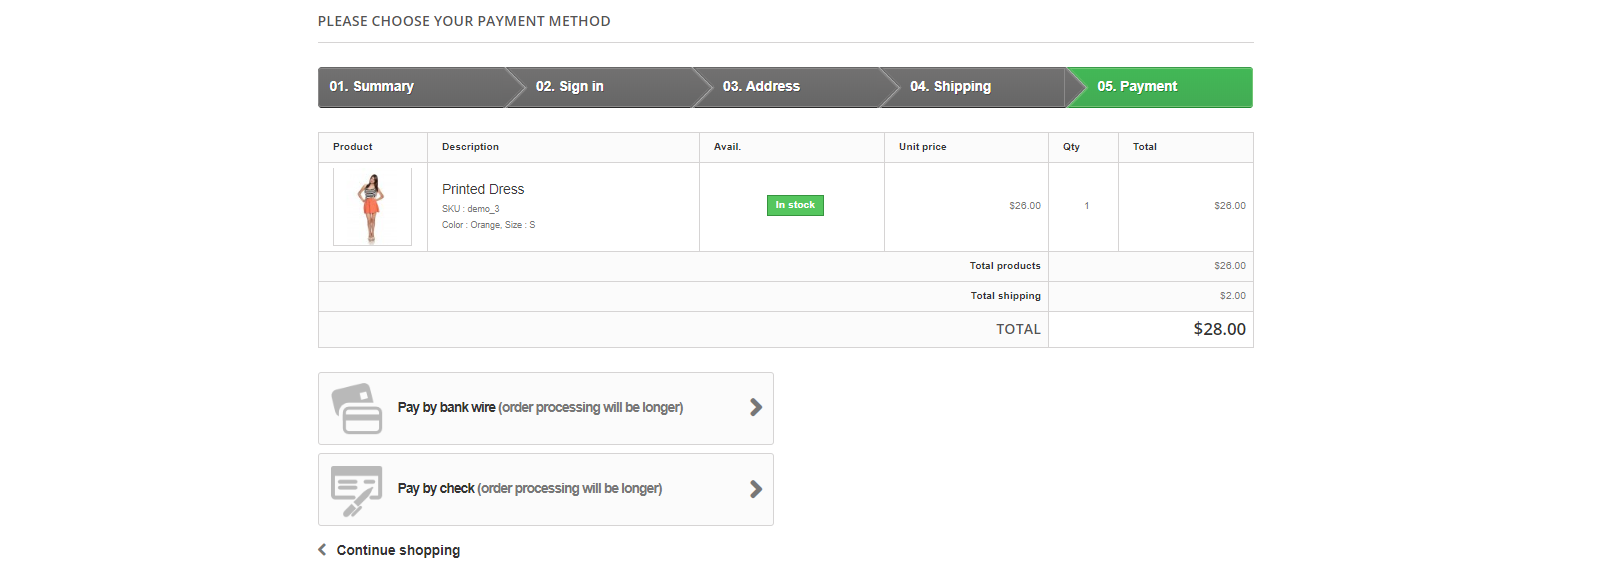 PLEASE CHOOSE YOUR PAYMENT METHOD
01. Summary 02. Sign in 03. Address 04. Shipping 05. Payment
Product Description Avail. Unit price Qty Total
Printed Dress
SKU : demo_3
Color : Orange, Size : S
In stock
$26.00 1 $26.00
Total products $26.00
Total shipping $2.00
TOTAL $28.00
Pay by bank wire (order processing will be longer)
Pay by check (order processing will be longer)
Continue shopping